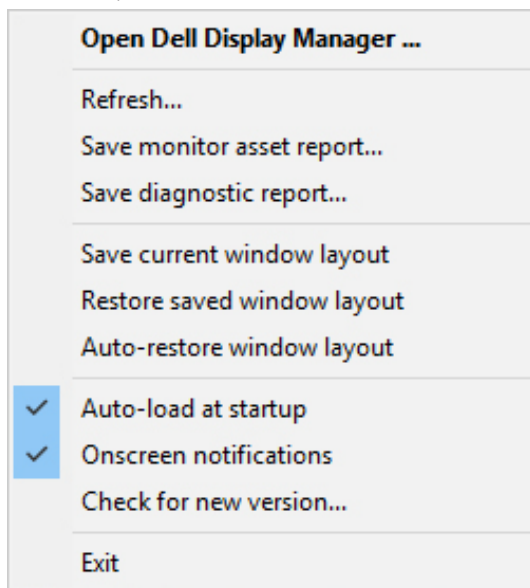 Open Dell Display Manager ...
Refresh...
Save monitor asset report...
Save diagnostic report...
Save current window layout
Restore saved window layout
Auto-restore window layout
Auto-load at startup
Onscreen notifications
Check for new version...
Exit